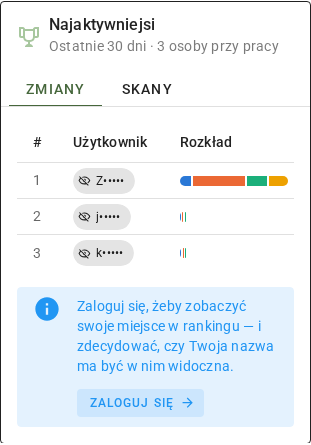 Najaktywniejsi
Ostatnie 30 dni · 3 osoby przy pracy
ZMIANY SKANY
# Użytkownik Rozkład
1 Z•••••
2 j•••••
3 k•••••
Zaloguj się, żeby zobaczyć
swoje miejsce w rankingu — i
zdecydować, czy Twoja nazwa
ma być w nim widoczna.
ZALOGUJ SIĘ →